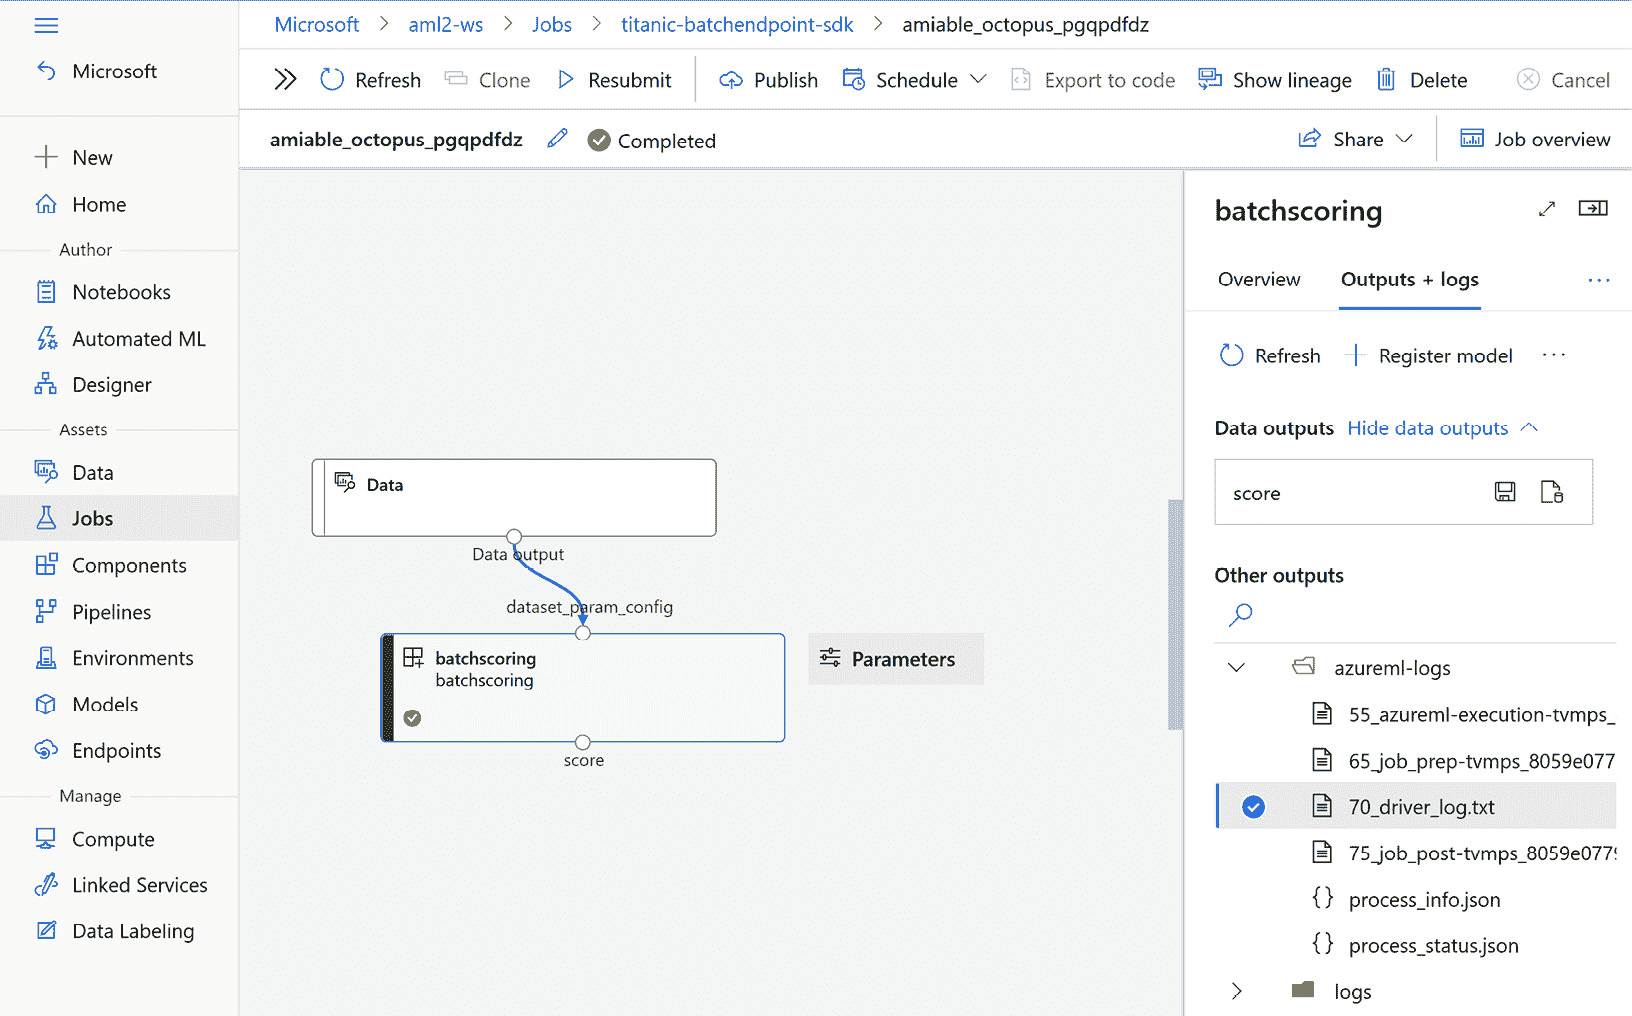 Microsoft > aml2-ws > Jobs > titanic-batchendpoint-sdk > amiable_octopus_pgqpdfdz
Microsoft
Refresh Clone Resubmit Publish Schedule Export to code Show lineage Delete Cancel
amiable_octopus_pgqpdfdz Completed Share Job overview
New
Home
Author
Notebooks
Automated ML
Designer
Assets
Data
Jobs
Components
Pipelines
Environments
Models
Endpoints
Manage
Compute
Linked Services
Data Labeling
Data
Data output
dataset_param_config
batchscoring
batchscoring
score
Parameters
batchscoring
Overview Outputs + logs ...
Refresh Register model ...
Data outputs Hide data outputs
score
Other outputs
azureml-logs
55_azureml-execution-tvmps_
65_job_prep-tvmps_8059e077
70_driver_log.txt
75_job_post-tvmps_8059e0779
{} process_info.json
{} process_status.json
logs